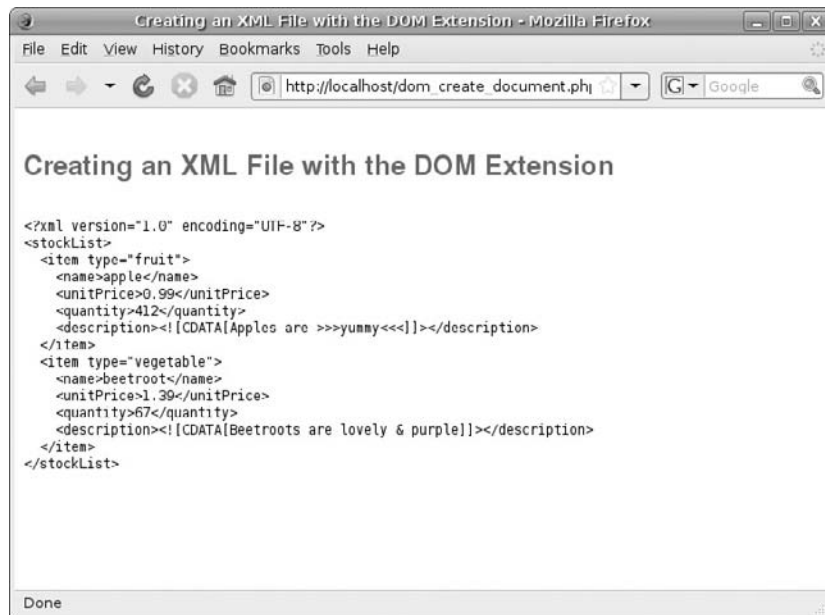 Creating an XML File with the DOM Extension - Mozilla Firefox
File Edit View History Bookmarks Tools Help
http://localhost/dom_create_document.php
G Google
Creating an XML File with the DOM Extension
<?xml version="1.0" encoding="UTF-8"?>
<stockList>
  <item type="fruit">
    <name>apple</name>
    <unitPrice>0.99</unitPrice>
    <quantity>412</quantity>
    <description><![CDATA[Apples are >>>yummy<<<]]></description>
  </item>
  <item type="vegetable">
    <name>beetroot</name>
    <unitPrice>1.39</unitPrice>
    <quantity>67</quantity>
    <description><![CDATA[Beetroots are lovely & purple]]></description>
  </item>
</stockList>
Done